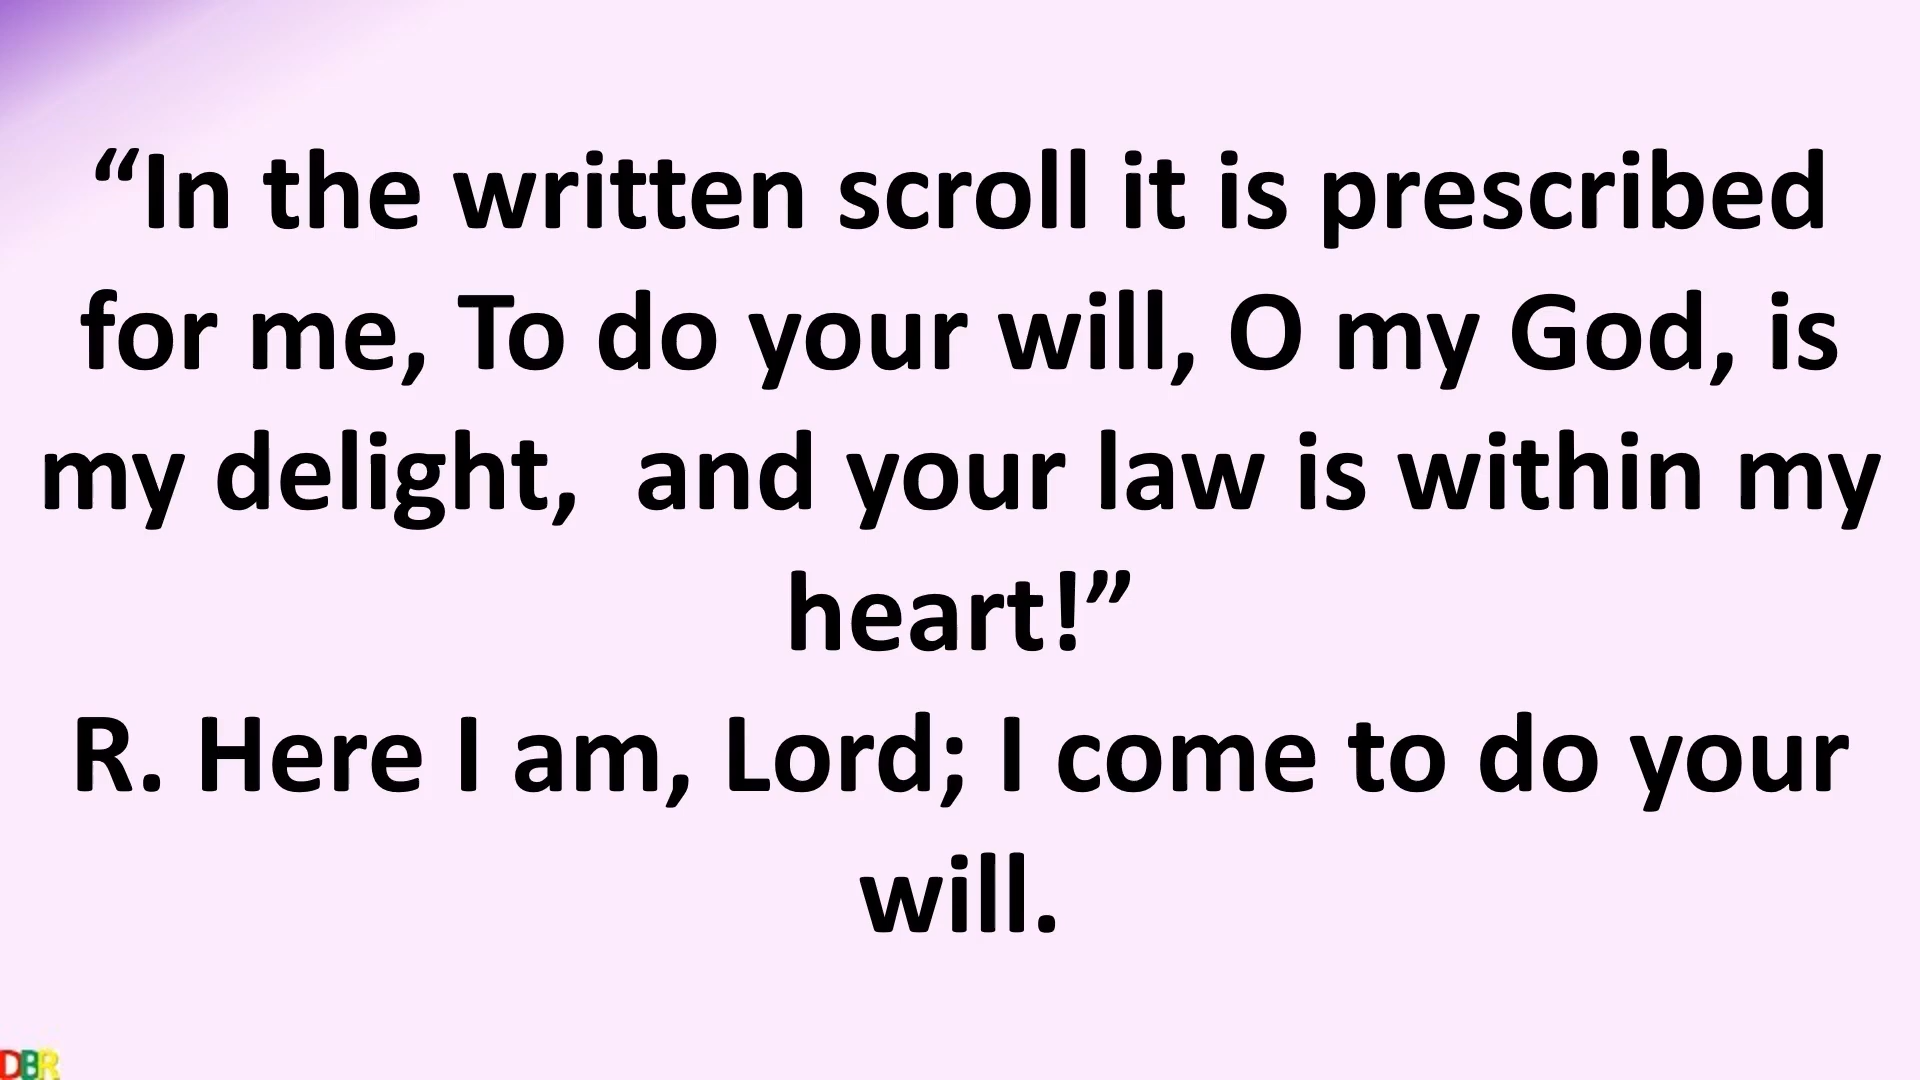 “In the written scroll it is prescribed
for me, To do your will, O my God, is
my delight,  and your law is within my
heart!”
R. Here I am, Lord; I come to do your
will.
DBR